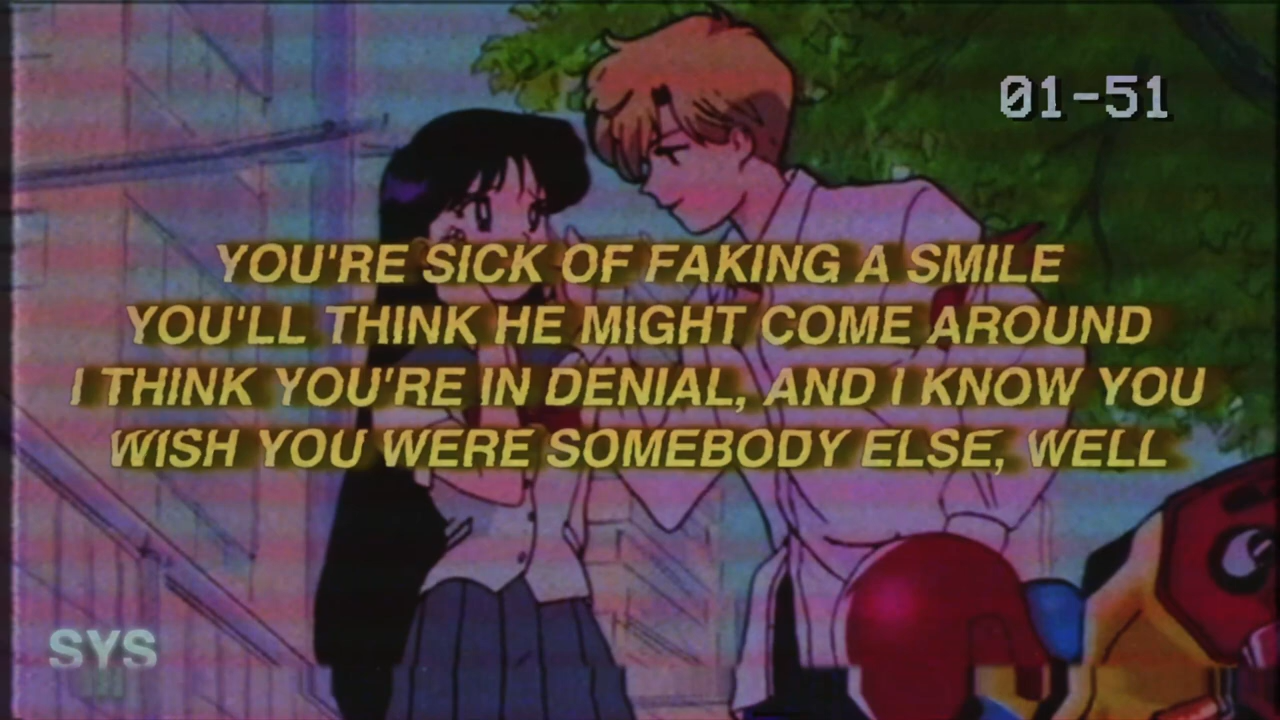 01-51
YOU'RE SICK OF FAKING A SMILE
YOU'LL THINK HE MIGHT COME AROUND
I THINK YOU'RE IN DENIAL, AND I KNOW YOU
WISH YOU WERE SOMEBODY ELSE, WELL
SYS